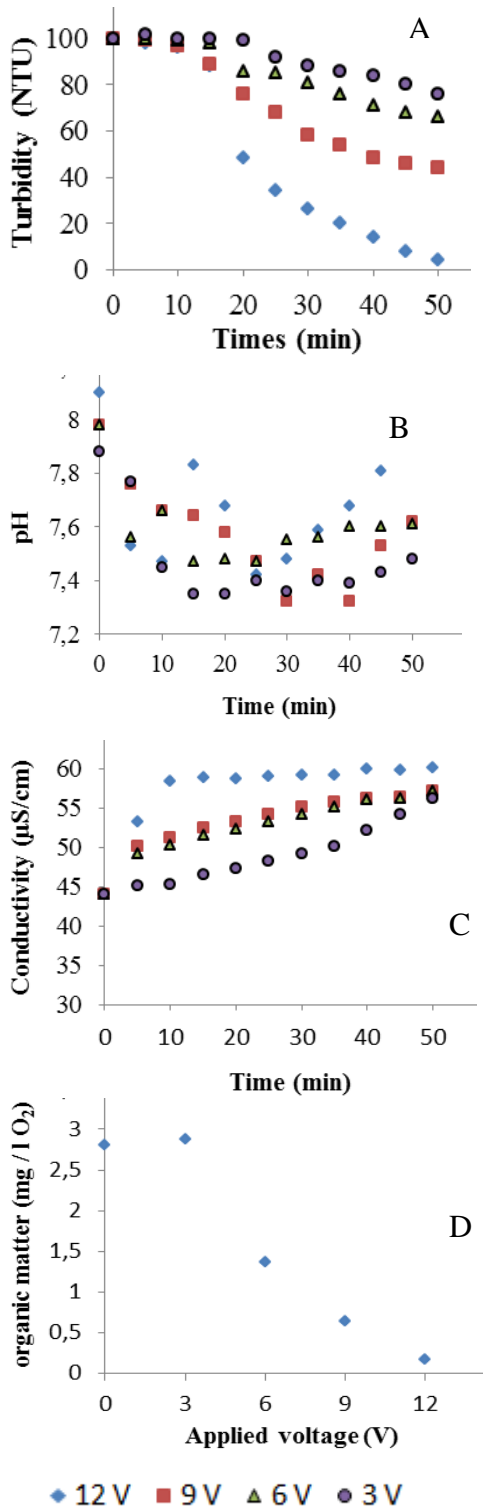 A
Turbidity (NTU)
100
80
60
40
20
0
0 10 20 30 40 50
Times (min)
B
pH
8
7,8
7,6
7,4
7,2
0 10 20 30 40 50
Time (min)
C
Conductivity (µS/cm)
60
55
50
45
40
35
30
0 10 20 30 40 50
Time (min)
D
organic matter (mg / l O₂)
3
2,5
2
1,5
1
0,5
0
0 3 6 9 12
Applied voltage (V)
12 V 9 V 6 V 3 V